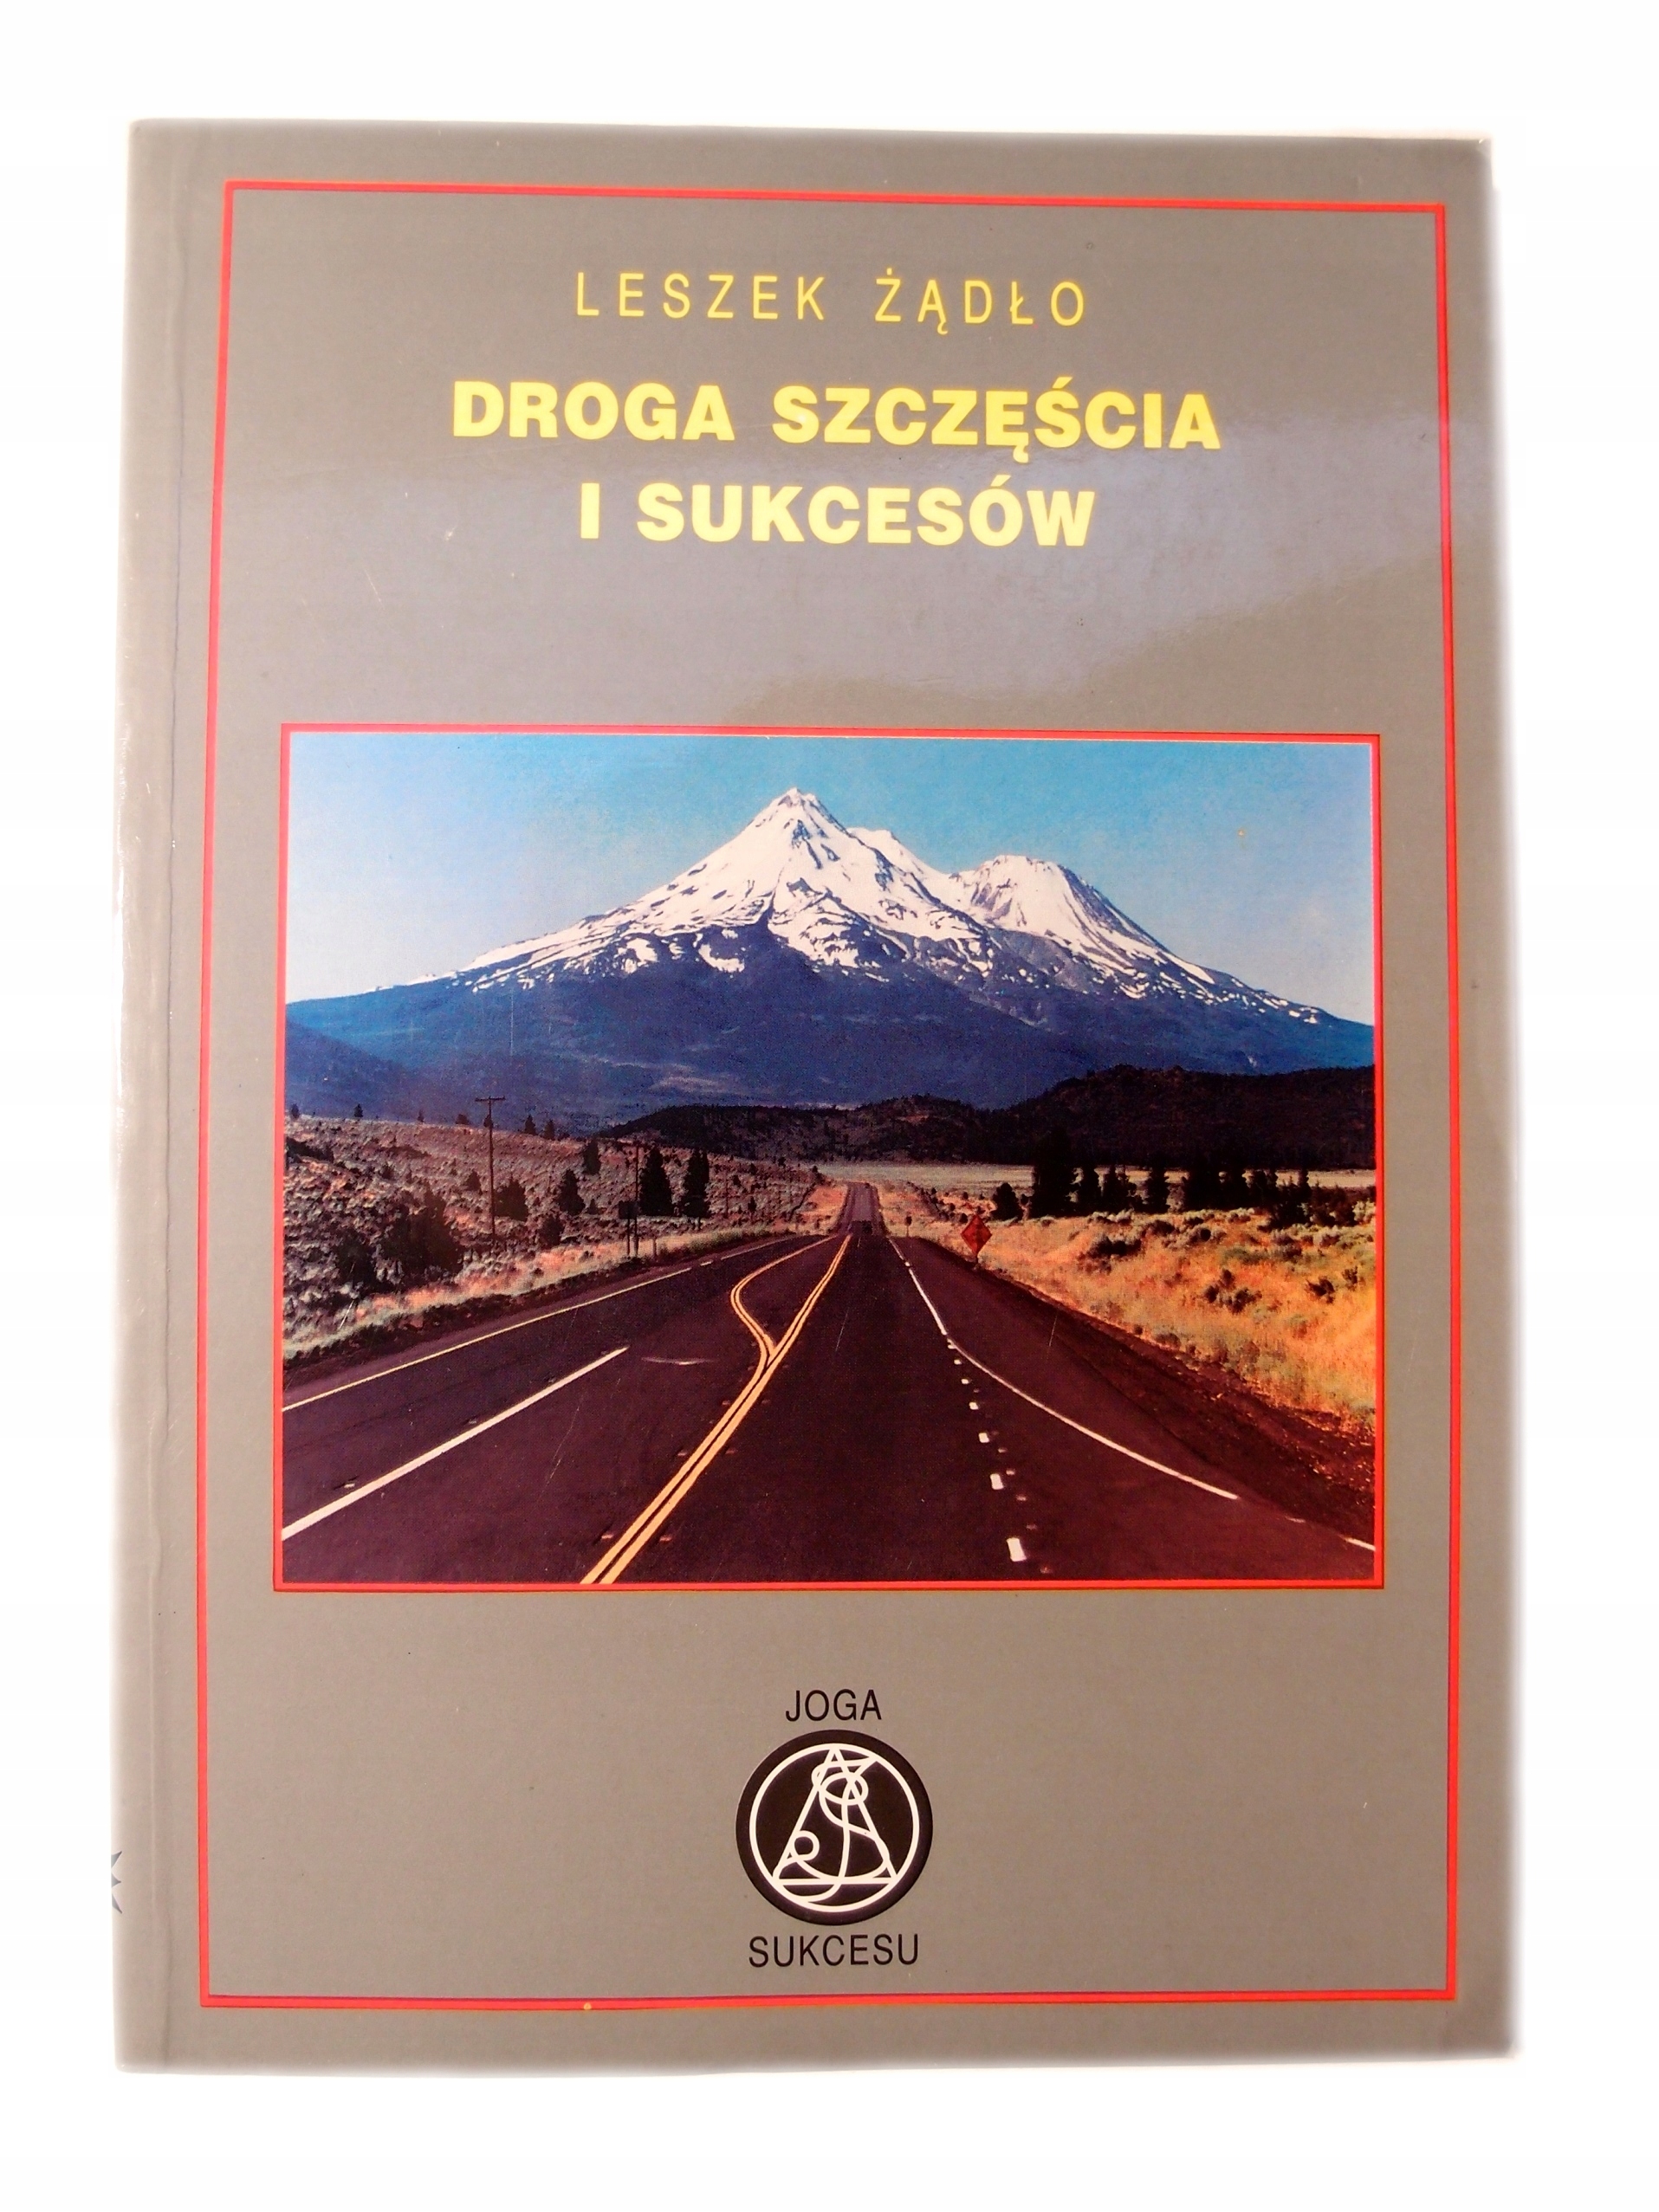 LESZEK ŻĄDŁO
DROGA SZCZĘŚCIA
I SUKCESÓW
JOGA
SUKCESU